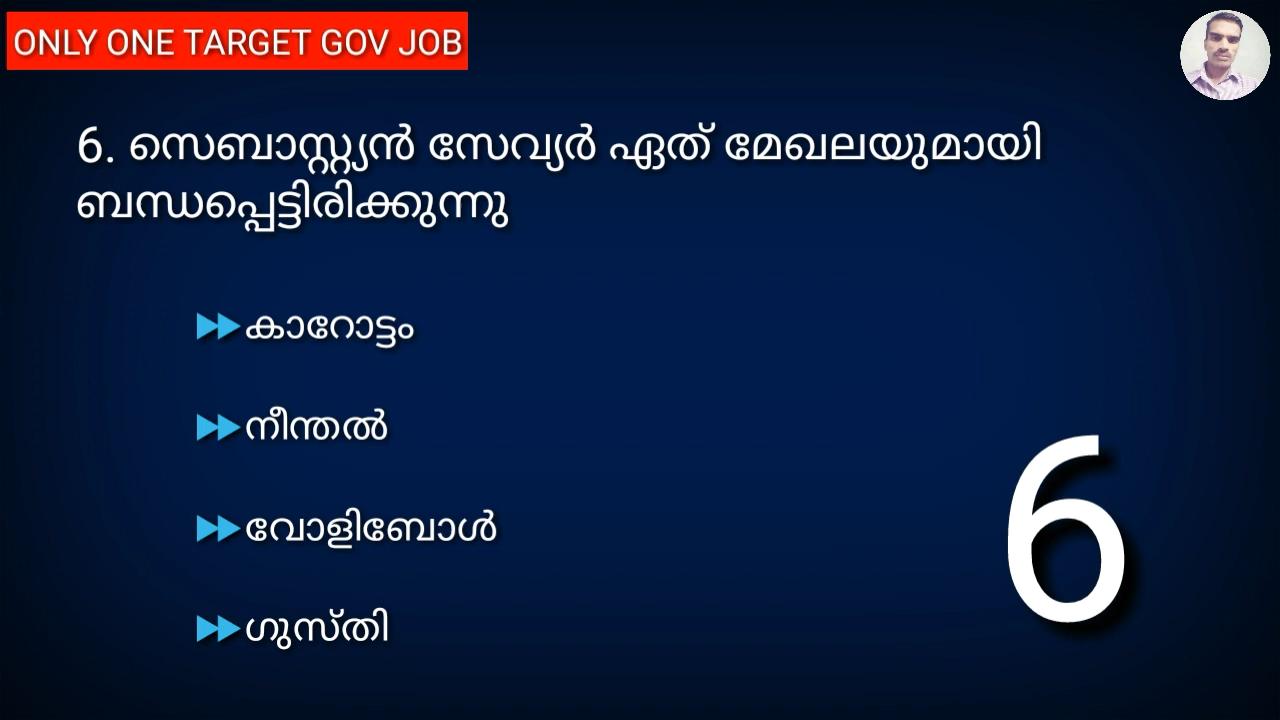 ONLY ONE TARGET GOV JOB
6. സെബാസ്റ്റ്യൻ സേവ്യർ ഏത് മേഖലയുമായി
ബന്ധപ്പെട്ടിരിക്കുന്നു
കാറോട്ടം
നീന്തൽ
വോളിബോൾ
ഗുസ്തി
6